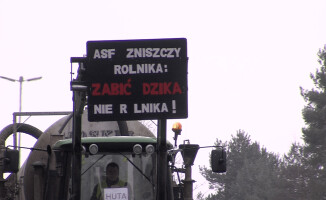 ASF ZNISZCZY
ROLNIKA:
ZABIĆ DZIKA
NIE R LNIKA!
HUTA